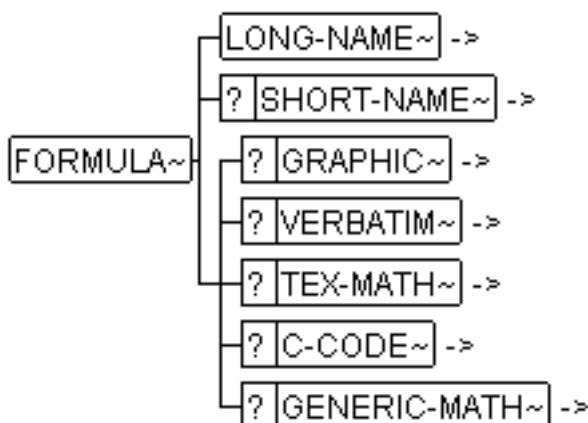 LONG-NAME~ ->
? SHORT-NAME~ ->
FORMULA~
? GRAPHIC~ ->
? VERBATIM~ ->
? TEX-MATH~ ->
? C-CODE~ ->
? GENERIC-MATH~ ->